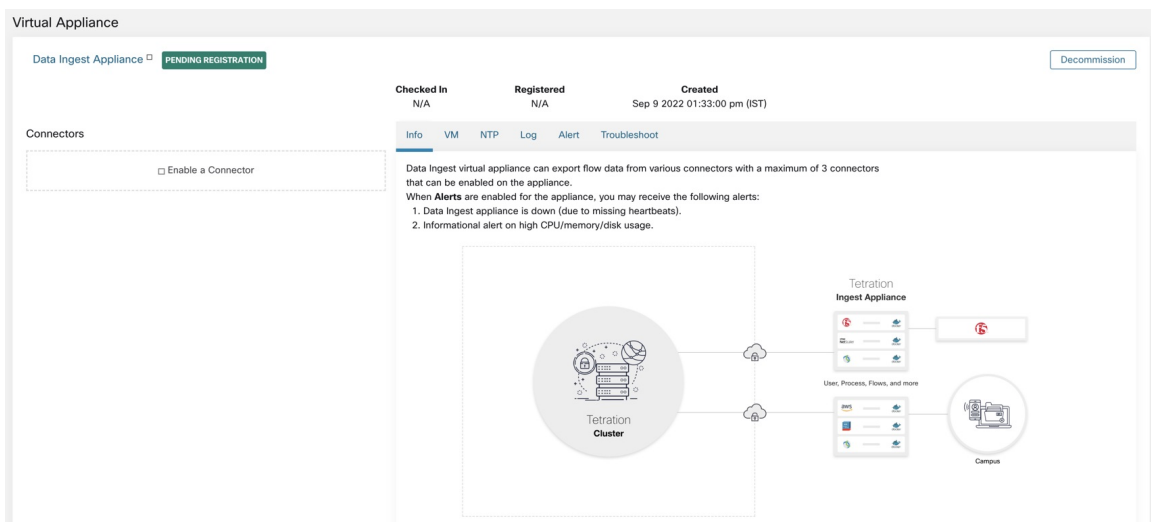 Virtual Appliance
Data Ingest Appliance PENDING REGISTRATION Decommission
Checked In Registered Created
N/A N/A Sep 9 2022 01:33:00 pm (IST)
Connectors
Enable a Connector
Info VM NTP Log Alert Troubleshoot
Data Ingest virtual appliance can export flow data from various connectors with a maximum of 3 connectors
that can be enabled on the appliance.
When Alerts are enabled for the appliance, you may receive the following alerts:
1. Data Ingest appliance is down (due to missing heartbeats).
2. Informational alert on high CPU/memory/disk usage.
Tetration
Ingest Appliance
User, Process, Flows, and more
aws
Tetration
Cluster
Campus